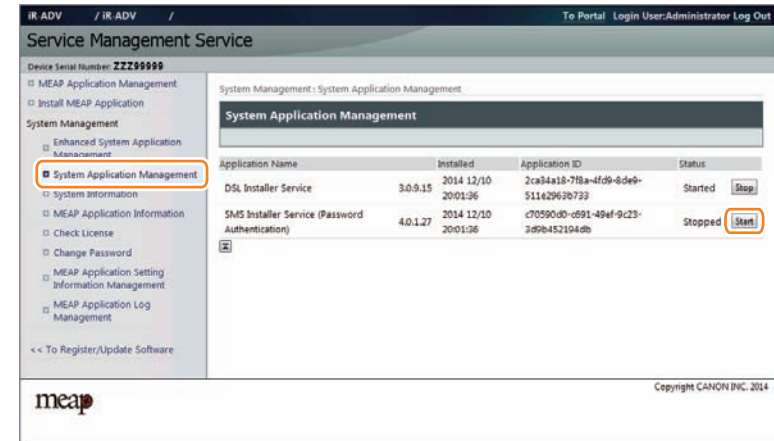 iR-ADV / iR-ADV / To Portal Login User:Administrator Log Out
Service Management Service
Device Serial Number: ZZZ99999
MEAP Application Management
Install MEAP Application
System Management
Enhanced System Application
Management
System Application Management
System Information
MEAP Application Information
Check License
Change Password
MEAP Application Setting
Information Management
MEAP Application Log
Management
<< To Register/Update Software
System Management : System Application Management
System Application Management
Application Name Installed Application ID Status
DSL Installer Service 3.0.9.15 2014 12/10 20:01:36 2ca34a18-7f8a-4fd9-8de9-
511e2963b733 Started Stop
SMS Installer Service (Password
Authentication) 4.0.1.27 2014 12/10 20:01:36 c70590d0-c691-49ef-9c23-
3d9b452194db Stopped Start
Copyright CANON INC. 2014
meap